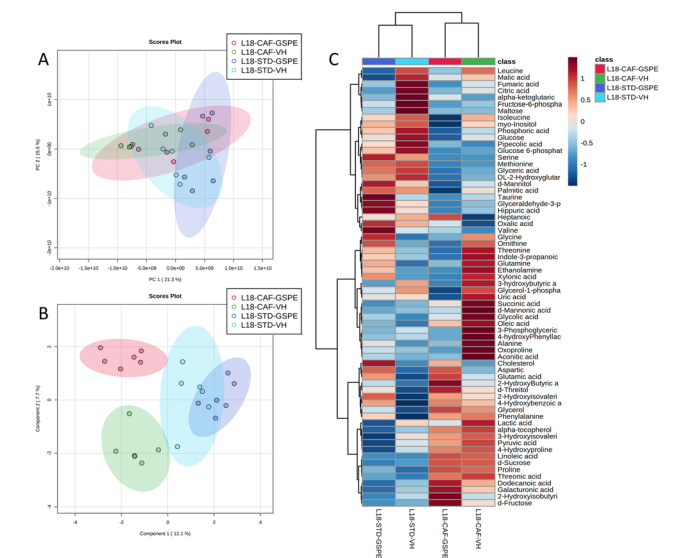 A
Scores Plot
L18-CAF-GSPE
L18-CAF-VH
L18-STD-GSPE
L18-STD-VH
PC 2 ( 15.5 %)
1e+10
0e+00
-2.0e+10
-1.5e+10
-1.0e+10
-5.0e+09
0.0e+00
5.0e+09
1.0e+10
1.5e+10
PC 1 ( 21.3 %)
B
Scores Plot
L18-CAF-GSPE
L18-CAF-VH
L18-STD-GSPE
L18-STD-VH
Component 2 ( 7.7 %)
2
0
-2
-4
-4
-2
0
2
4
Component 1 ( 12.1 %)
C
class
Leucine
Malic acid
Fumaric acid
Citric acid
alpha-ketoglutaric
Fructose-6-phospha
Maltose
Isoleucine
myo-Inositol
Phosphoric acid
Glucose
Pipecolic acid
Glucose 6-phosphat
Serine
Methionine
Glyceric acid
DL-2-Hydroxyglutar
d-Mannitol
Palmitic acid
Taurine
Glyceraldehyde-3-p
Hippuric acid
Heptanoic
Oxalic acid
Valine
Glycine
Ornithine
Threonine
Indole-3-propanoic
Glutamine
Ethanolamine
Xylonic acid
3-hydroxybutyric a
Glycerol-1-phospha
Uric acid
Succinic acid
d-Mannonic acid
Glycolic acid
Oleic acid
3-Phosphoglyceric
4-hydroxyPhenyllac
Alanine
Oxoproline
Aconitic acid
Cholesterol
Aspartic
Glutamic acid
2-HydroxyButyric a
d-Threitol
2-Hydroxyisovaleri
4-Hydroxybenzoic a
Glycerol
Phenylalanine
Lactic acid
alpha-tocopherol
3-Hydroxyisovaleri
Pyruvic acid
4-Hydroxyproline
Linoleic acid
d-Sucrose
Proline
Threonic acid
Dodecanoic acid
Galacturonic acid
2-Hydroxyisobutyri
d-Fructose
L18-STD-GSPE
L18-STD-VH
L18-CAF-GSPE
L18-CAF-VH
1
0.5
0
-0.5
-1
class
L18-CAF-GSPE
L18-CAF-VH
L18-STD-GSPE
L18-STD-VH